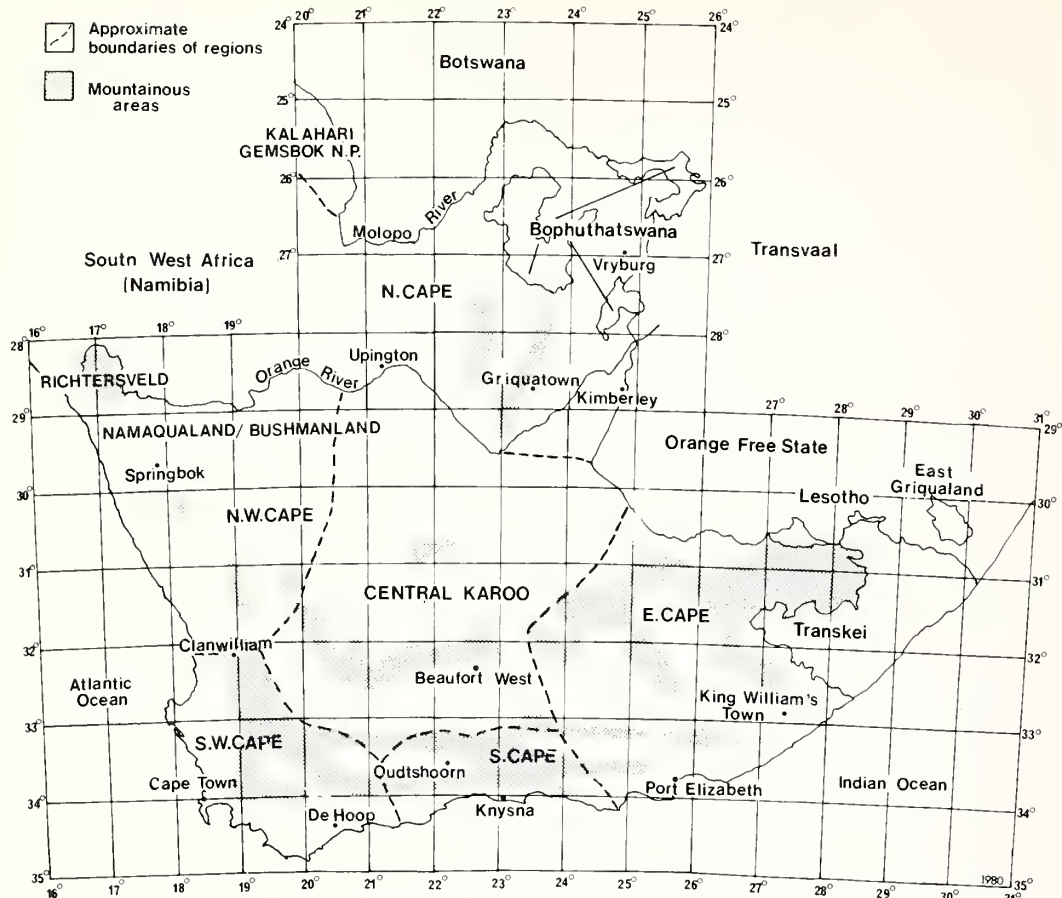 Approximate
boundaries of regions
Mountainous
areas
24° 20° 21° 22° 23° 24° 25° 26°
24°
Botswana
25° 25°
KALAHARI
GEMSBOK N.P.
26° 26°
Molopo River
Bophuthatswana
27° 27°
Vryburg
Transvaal
Soutn West Africa
(Namibia)
N.CAPE
16° 17° 18° 19°
28° 28°
Upington
Orange River
RICHTERSVELD
Griquatown
Kimberley
29° 27° 28° 29° 30° 29°
NAMAQUALAND/BUSHMANLAND
Orange Free State
Springbok
East
Griqualand
Lesotho
30° 30°
N.W.CAPE
31° 31°
CENTRAL KAROO
E.CAPE
Transkei
Clanwilliam
32° 32°
Atlantic
Ocean
Beaufort West
King William's
Town
33° 33°
S.W.CAPE
S.CAPE
Oudtshoorn
Cape Town
Port Elizabeth
Indian Ocean
34° 34°
De Hoop
Knysna
35° 1980 35°
16° 17° 18° 19° 20° 21° 22° 23° 24° 25° 26° 27° 28° 29° 30° 31°